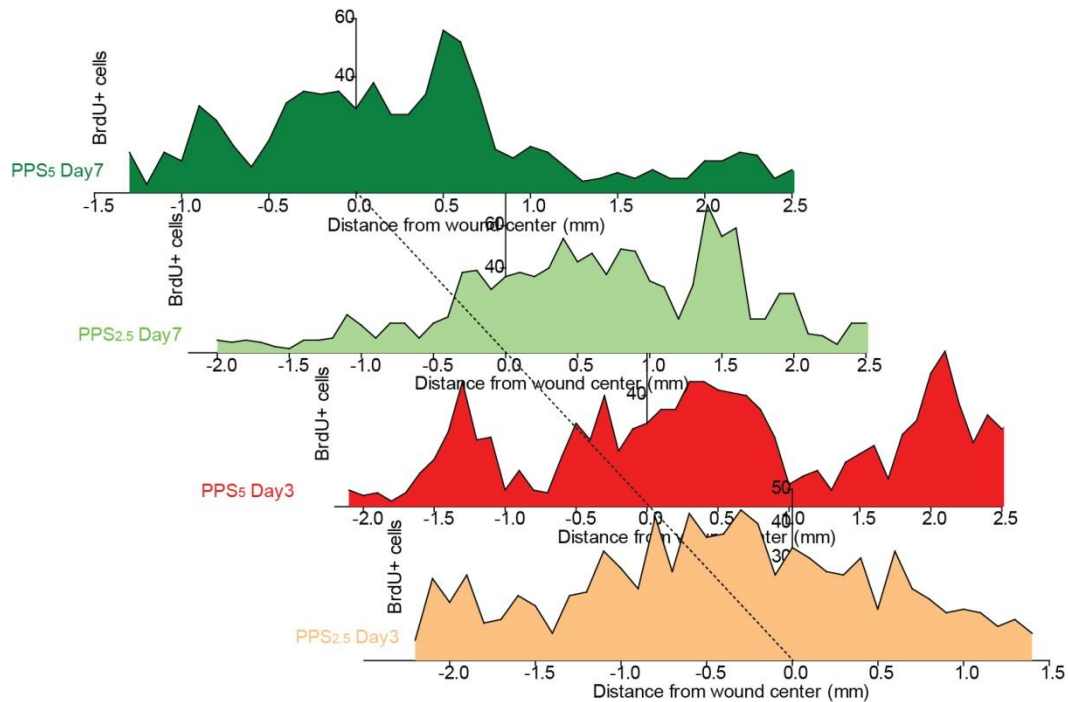 60
40
BrdU+ cells
PPS5 Day7
-1.5 -1.0 -0.5 0.0 0.5 1.0 1.5 2.0 2.5
Distance from wound center (mm)
60
40
BrdU+ cells
PPS2.5 Day7
-2.0 -1.5 -1.0 -0.5 0.0 0.5 1.0 1.5 2.0 2.5
Distance from wound center (mm)
40
BrdU+ cells
PPS5 Day3
-2.0 -1.5 -1.0 -0.5 0.0 0.5 1.0 1.5 2.0 2.5
Distance from wound center (mm)
50
40
30
BrdU+ cells
PPS2.5 Day3
-2.0 -1.5 -1.0 -0.5 0.0 0.5 1.0 1.5
Distance from wound center (mm)